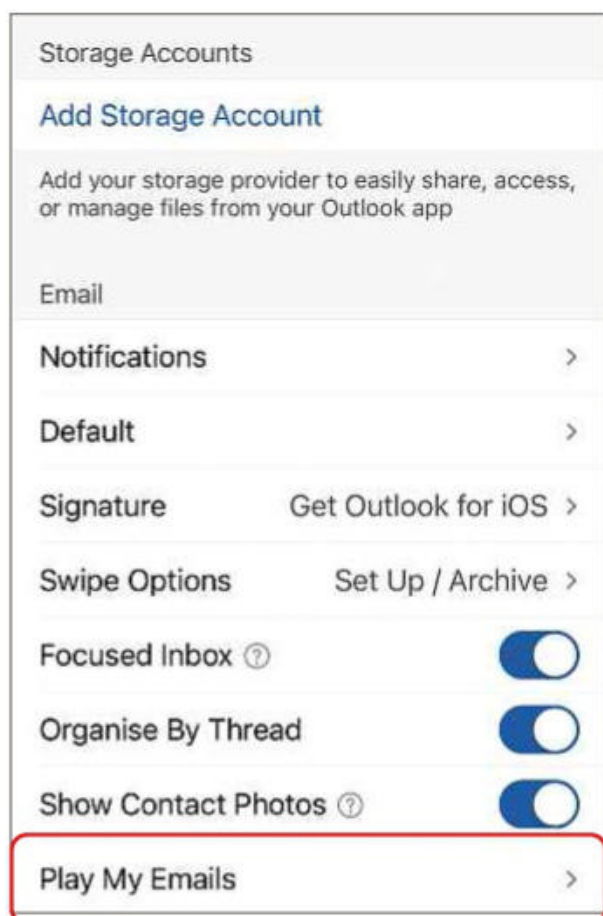 Storage Accounts
Add Storage Account
Add your storage provider to easily share, access,
or manage files from your Outlook app
Email
Notifications >
Default >
Signature Get Outlook for iOS >
Swipe Options Set Up / Archive >
Focused Inbox ?
Organise By Thread
Show Contact Photos ?
Play My Emails >